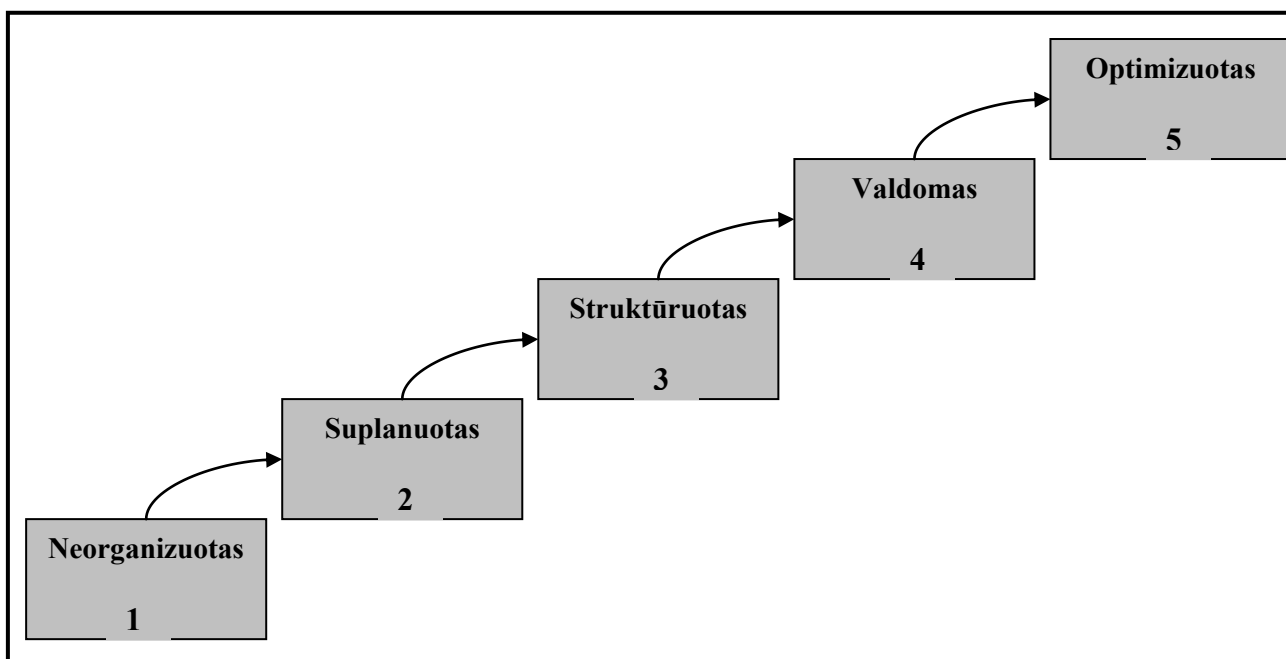 Optimizuotas
5
Valdomas
4
Struktūruotas
3
Suplanuotas
2
Neorganizuotas
1